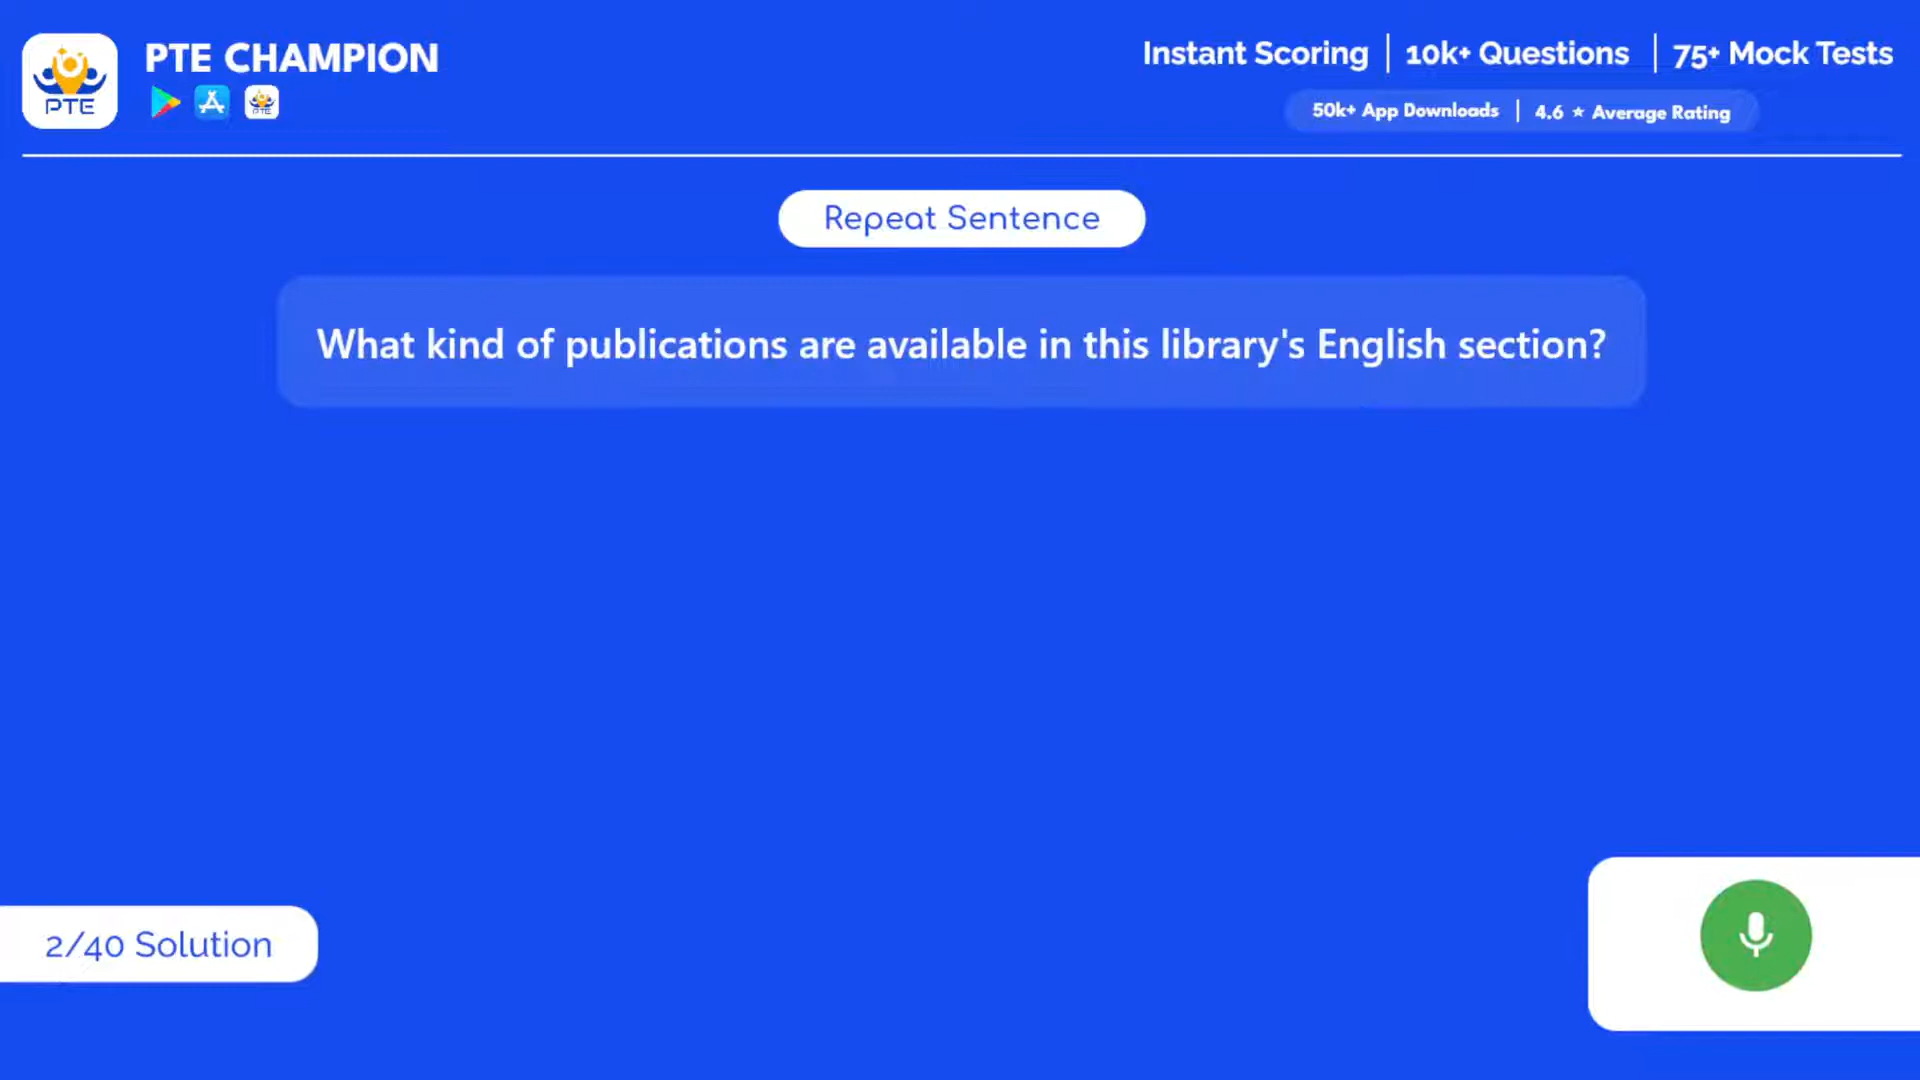 PTE CHAMPION
PTE
PTE
Instant Scoring | 10k+ Questions | 75+ Mock Tests
50k+ App Downloads | 4.6 ★ Average Rating
Repeat Sentence
What kind of publications are available in this library's English section?
2/40 Solution